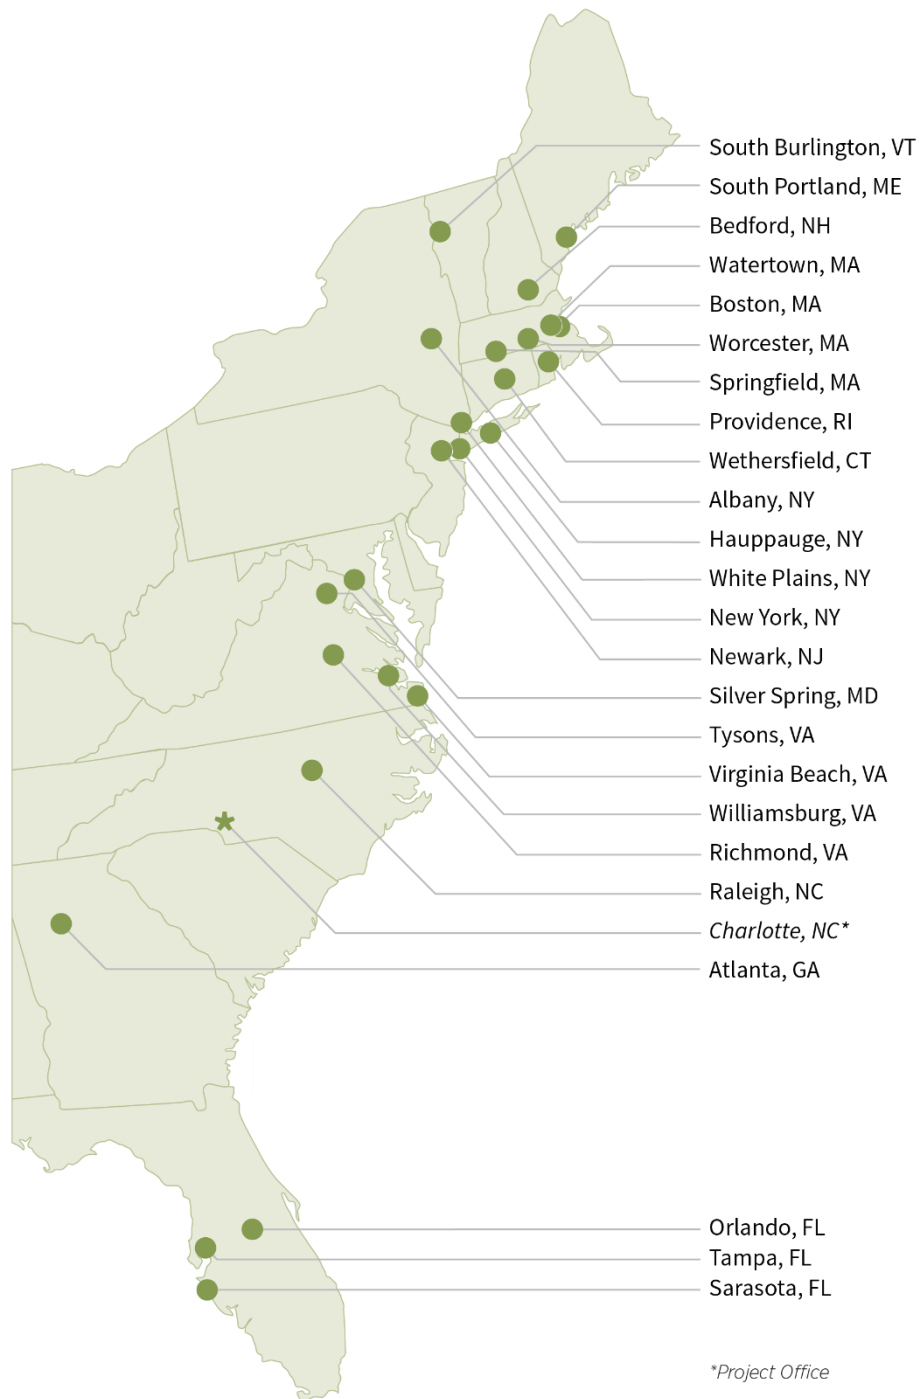 South Burlington, VT
South Portland, ME
Bedford, NH
Watertown, MA
Boston, MA
Worcester, MA
Springfield, MA
Providence, RI
Wethersfield, CT
Albany, NY
Hauppauge, NY
White Plains, NY
New York, NY
Newark, NJ
Silver Spring, MD
Tysons, VA
Virginia Beach, VA
Williamsburg, VA
Richmond, VA
Raleigh, NC
Charlotte, NC*
Atlanta, GA
Orlando, FL
Tampa, FL
Sarasota, FL
*Project Office